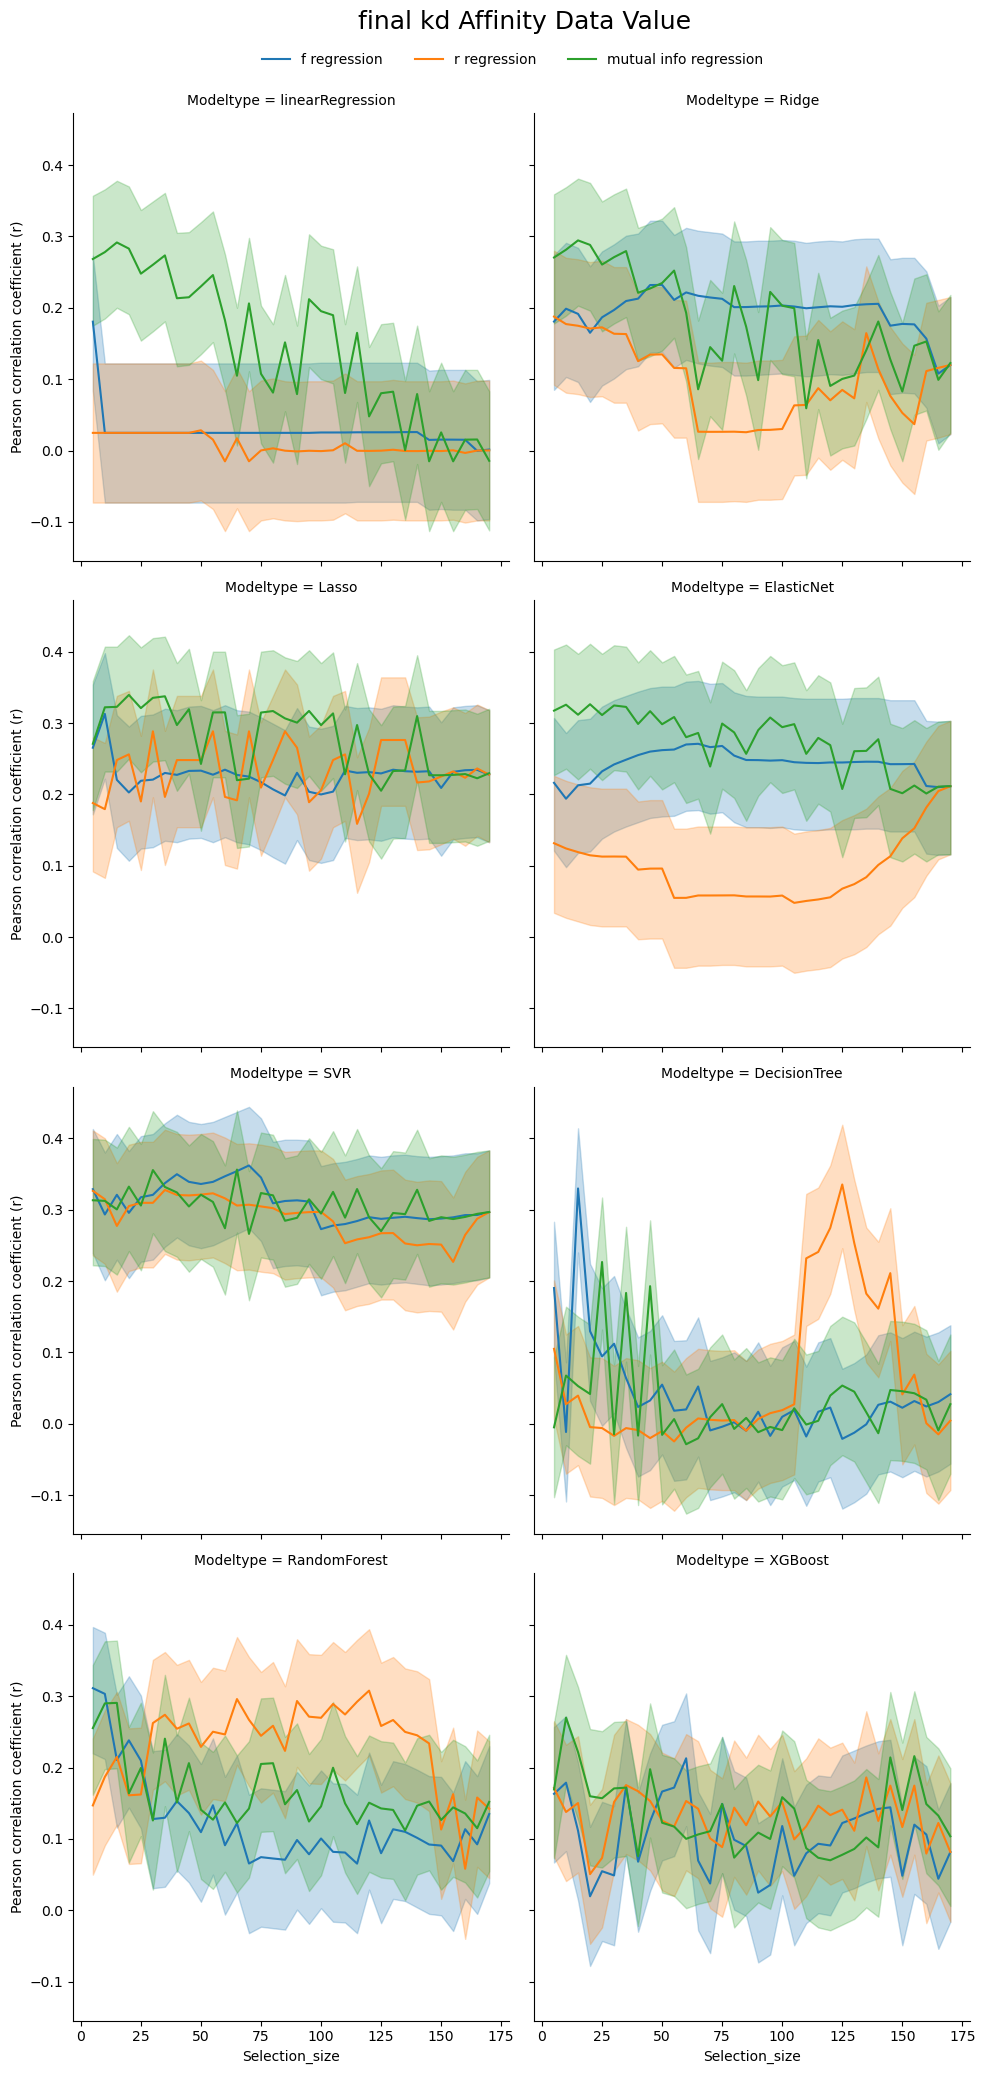 final kd Affinity Data Value
f regression r regression mutual info regression
Modeltype = linearRegression Modeltype = Ridge
Pearson correlation coefficient (r)
0.4
0.3
0.2
0.1
0.0
−0.1
Modeltype = Lasso Modeltype = ElasticNet
Pearson correlation coefficient (r)
0.4
0.3
0.2
0.1
0.0
−0.1
Modeltype = SVR Modeltype = DecisionTree
Pearson correlation coefficient (r)
0.4
0.3
0.2
0.1
0.0
−0.1
Modeltype = RandomForest Modeltype = XGBoost
Pearson correlation coefficient (r)
0.4
0.3
0.2
0.1
0.0
−0.1
0 25 50 75 100 125 150 175 0 25 50 75 100 125 150 175
Selection_size Selection_size